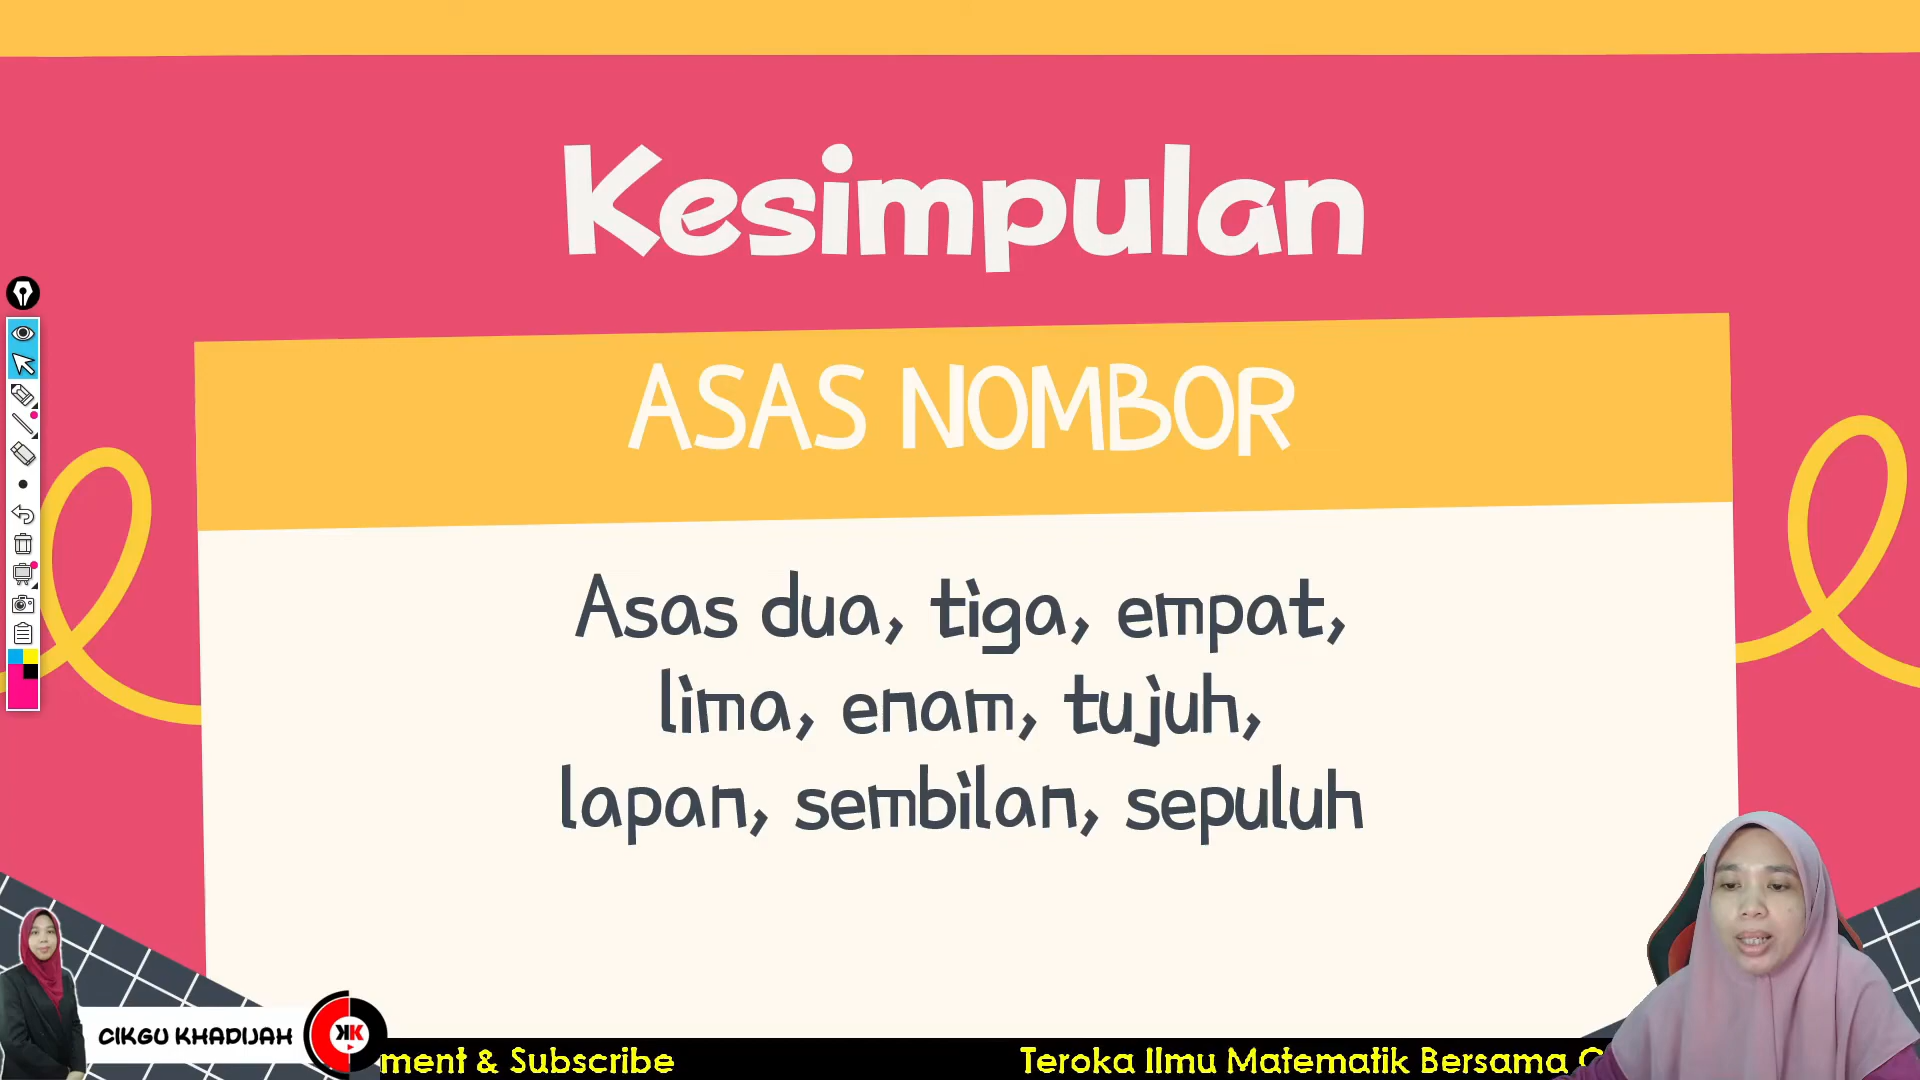 Kesimpulan
ASAS NOMBOR
Asas dua, tiga, empat,
lima, enam, tujuh,
lapan, sembilan, sepuluh
CIKGU KHADIJAH
KK
ment & Subscribe
Teroka Ilmu Matematik Bersama